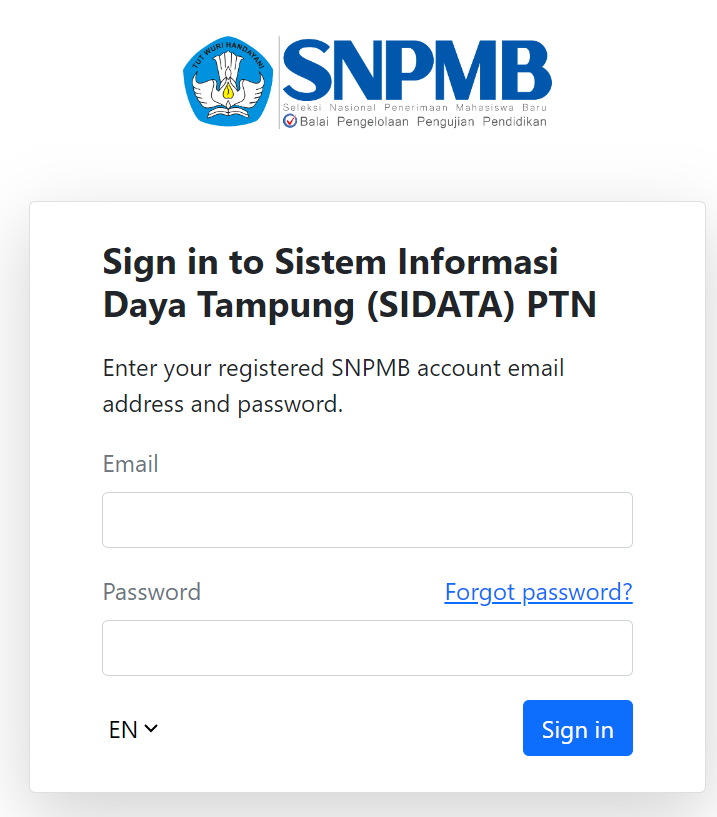 TUT WURI HANDAYANI
SNPMB
Seleksi Nasional Penerimaan Mahasiswa Baru
Balai Pengelolaan Pengujian Pendidikan
Sign in to Sistem Informasi
Daya Tampung (SIDATA) PTN
Enter your registered SNPMB account email
address and password.
Email
Password Forgot password?
EN Sign in